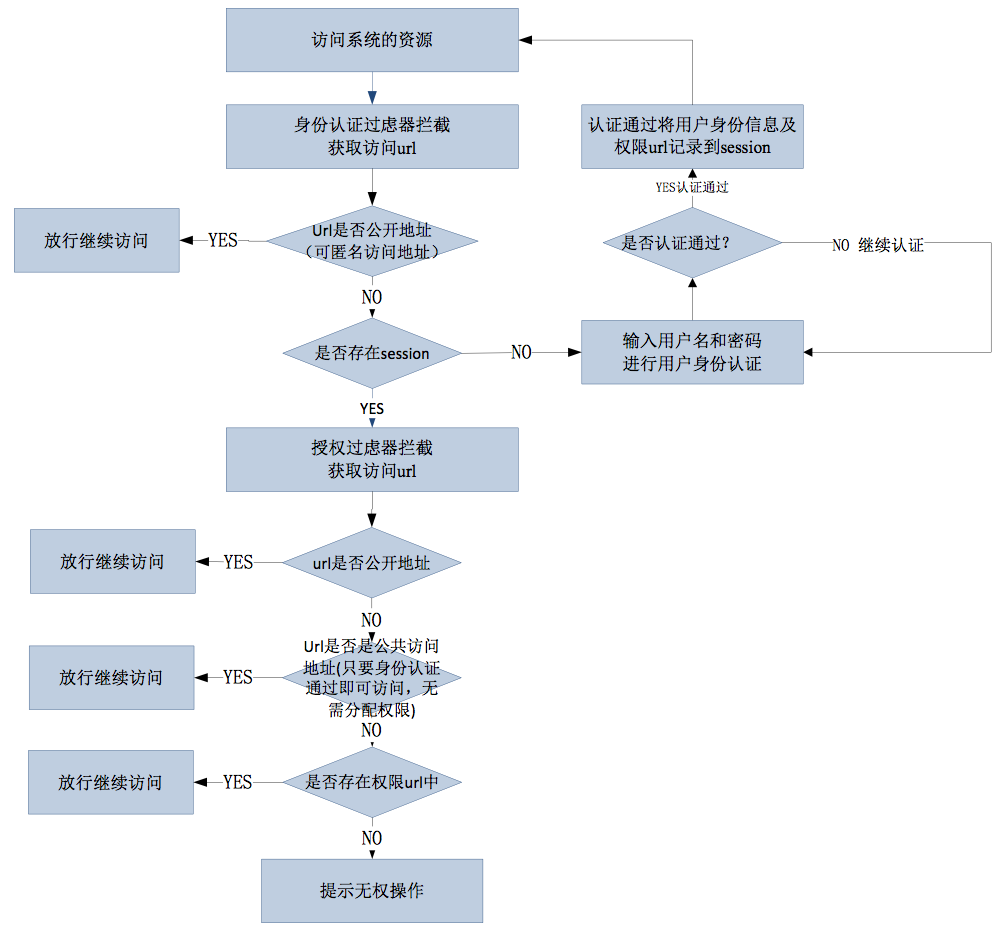 访问系统的资源
身份认证过虑器拦截
获取访问url
认证通过将用户身份信息及
权限url记录到session
YES认证通过
放行继续访问
YES
Url是否公开地址
（可匿名访问地址）
是否认证通过？
NO 继续认证
NO
是否存在session
NO
输入用户名和密码
进行用户身份认证
YES
授权过虑器拦截
获取访问url
放行继续访问
YES
url是否公开地址
NO
Url是否是公共访问
地址(只要身份认证
通过即可访问，无
需分配权限)
放行继续访问
YES
NO
放行继续访问
YES
是否存在权限url中
NO
提示无权操作